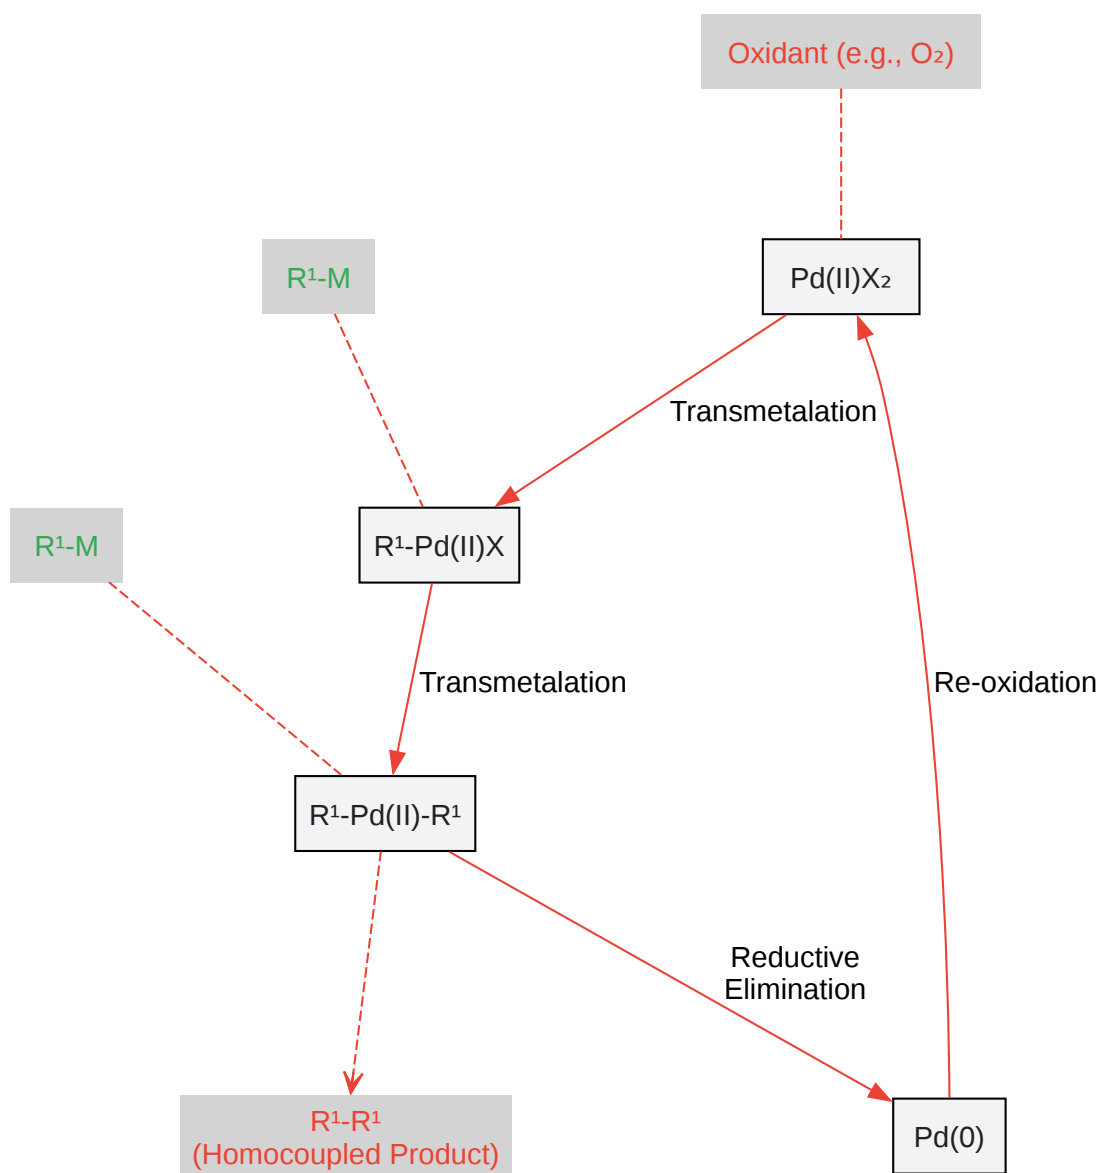 Oxidant (e.g., O₂)
R¹-M
Pd(II)X₂
Transmetalation
R¹-M
R¹-Pd(II)X
Transmetalation
Re-oxidation
R¹-Pd(II)-R¹
Reductive
Elimination
R¹-R¹
(Homocoupled Product)
Pd(0)